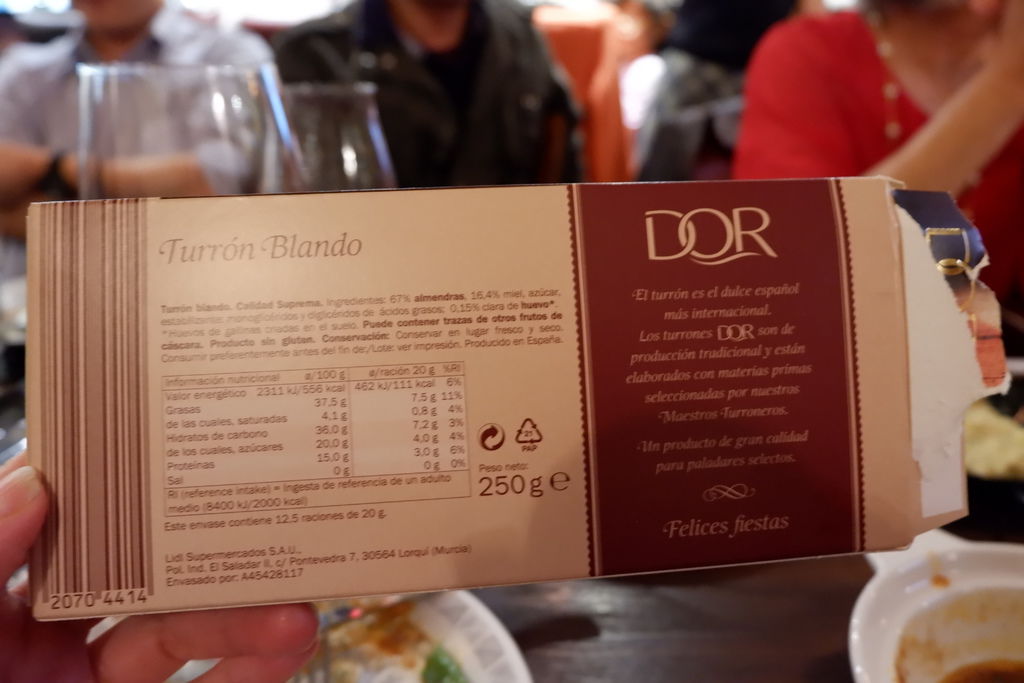 Turrón Blando
Turrón blando. Calidad Suprema. Ingredientes: 67% almendras, 16,4% miel, azúcar,
estabilizante: monoglicéridos y diglicéridos de ácidos grasos; 0,15% clara de huevo*.
*Huevos de gallinas criadas en el suelo. Puede contener trazas de otros frutos de
cáscara. Producto sin gluten. Conservación: Conservar en lugar fresco y seco.
Consumir preferentemente antes del fin de:/Lote: ver impresión. Producido en España.
Información nutricional ø/100 g ø/ración 20 g %RI
Valor energético 2311 kJ/556 kcal 462 kJ/111 kcal 6%
Grasas 37,5 g 7,5 g 11%
de las cuales, saturadas 4,1 g 0,8 g 4%
Hidratos de carbono 36,0 g 7,2 g 3%
de los cuales, azúcares 20,0 g 4,0 g 4%
Proteínas 15,0 g 3,0 g 6%
Sal 0 g 0 g 0%
RI (reference intake) = Ingesta de referencia de un adulto
medio (8400 kJ/2000 kcal)
Este envase contiene 12,5 raciones de 20 g.
Lidl Supermercados S.A.U.,
Pol. Ind. El Saladar II, c/ Pontevedra 7, 30564 Lorquí (Murcia)
Envasado por: A45428117
2070 4414
21
PAP
Peso neto:
250 g e
DOR
El turrón es el dulce español
más internacional.
Los turrones DOR son de
producción tradicional y están
elaborados con materias primas
seleccionadas por nuestros
Maestros Turroneros.
Un producto de gran calidad
para paladares selectos.
Felices fiestas